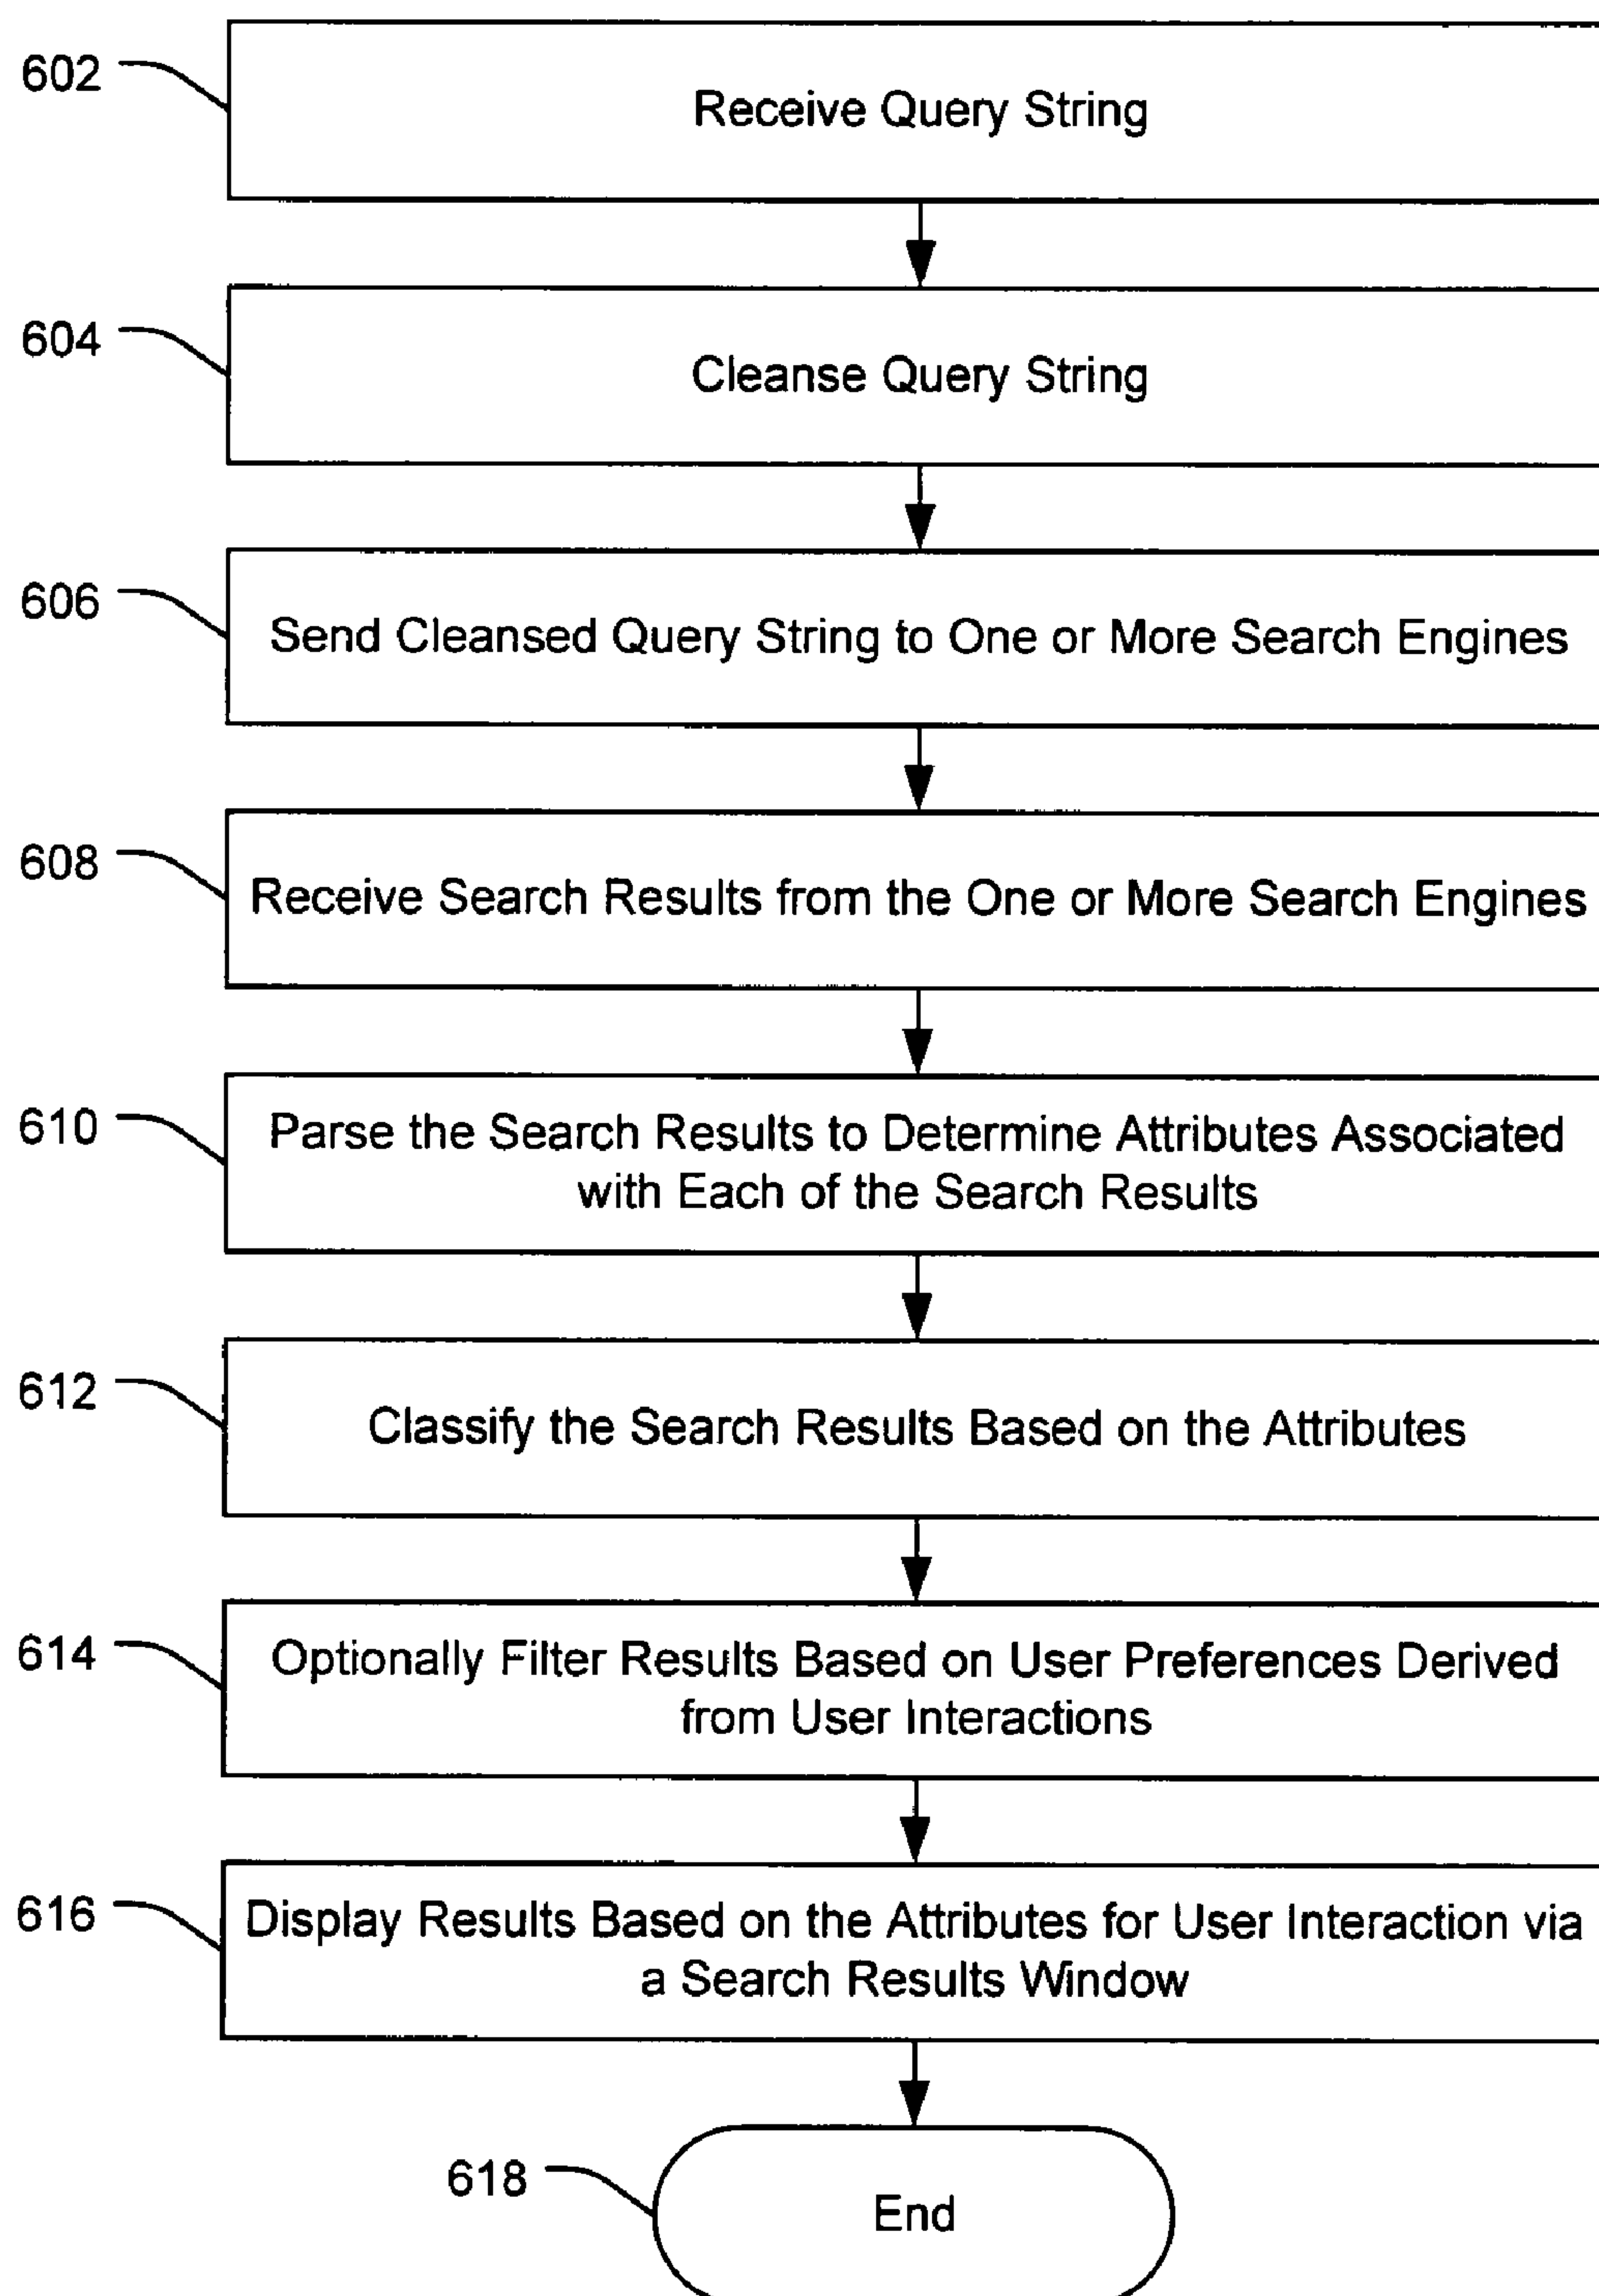 602
Receive Query String
604
Cleanse Query String
606
Send Cleansed Query String to One or More Search Engines
608
Receive Search Results from the One or More Search Engines
610
Parse the Search Results to Determine Attributes Associated
with Each of the Search Results
612
Classify the Search Results Based on the Attributes
614
Optionally Filter Results Based on User Preferences Derived
from User Interactions
616
Display Results Based on the Attributes for User Interaction via
a Search Results Window
618
End